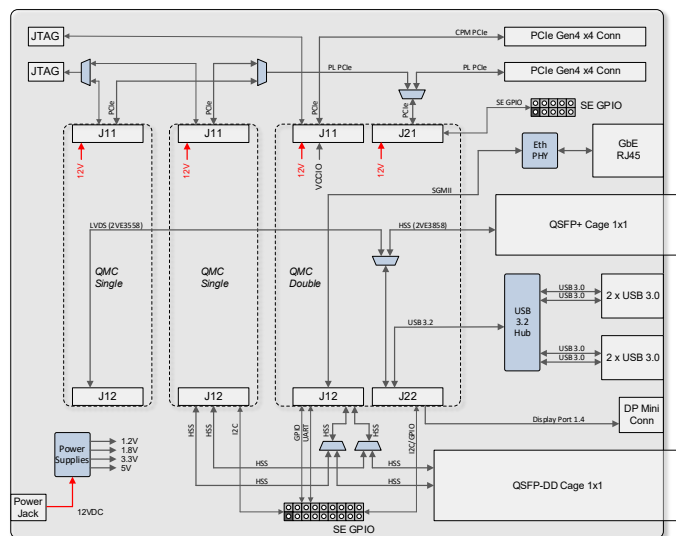 JTAG
CPM PCIe
PCIe Gen4 x4 Conn
JTAG
PL PCIe
PL PCIe
PCIe Gen4 x4 Conn
PCIe
PCIe
PCIe
PCIe
SE GPIO
SE GPIO
J11
J11
J11
J21
12V
12V
12V
VCCIO
12V
Eth
PHY
GbE
RJ45
SGMII
LVDS (2VE3558)
HSS (2VE3858)
QSFP+ Cage 1x1
QMC
Single
QMC
Single
QMC
Double
USB 3.2
USB
3.2
Hub
USB 3.0
USB 3.0
2 x USB 3.0
USB 3.0
USB 3.0
2 x USB 3.0
J12
J12
J12
J22
HSS
HSS
I2C
GPIO
UART
HSS
HSS
I2C/GPIO
Display Port 1.4
DP Mini
Conn
Power
Supplies
1.2V
1.8V
3.3V
5V
HSS
HSS
HSS
HSS
QSFP-DD Cage 1x1
Power
Jack
12VDC
SE GPIO